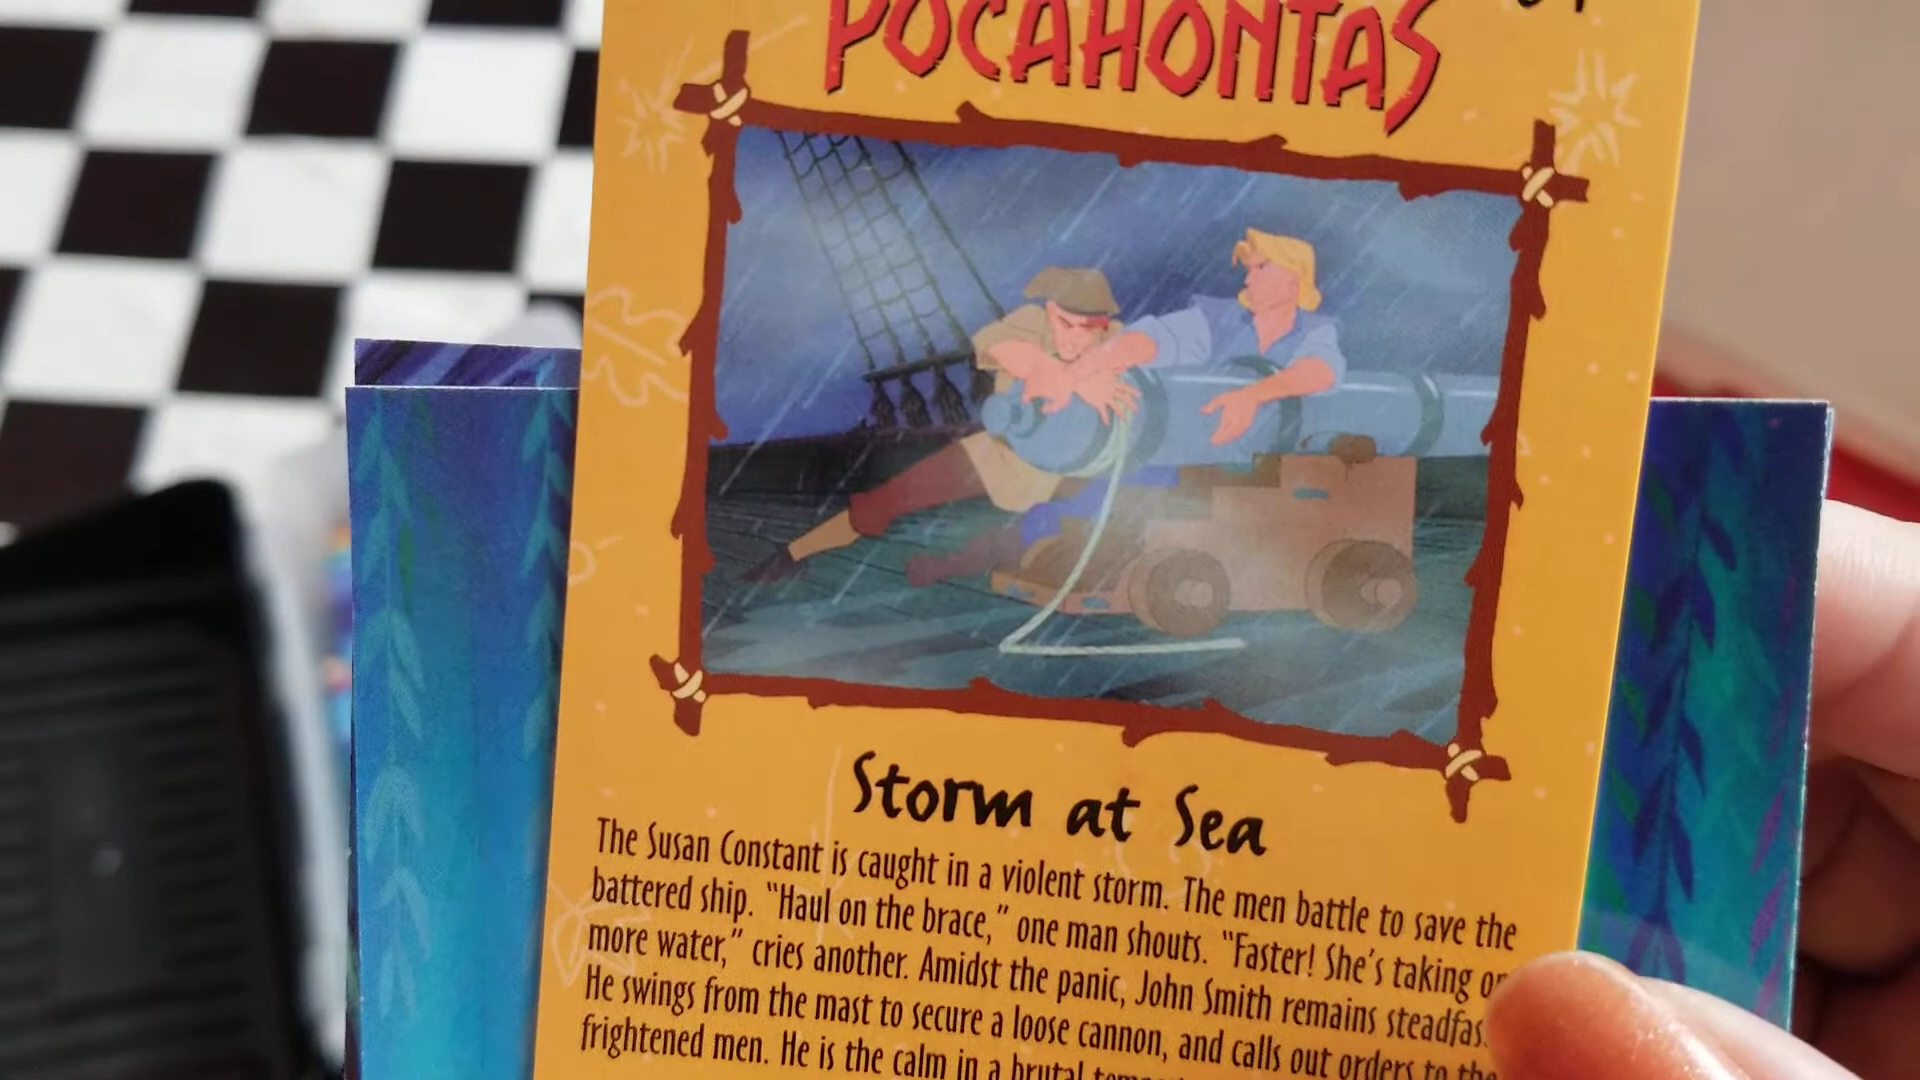 POCAHONTAS
Storm at Sea
The Susan Constant is caught in a violent storm. The men battle to save the
battered ship. “Haul on the brace,” one man shouts. “Faster! She’s taking
more water,” cries another. Amidst the panic, John Smith remains
He swings from the mast to secure a loose cannon, and calls out orders to the
frightened men. He is the calm in a brutal